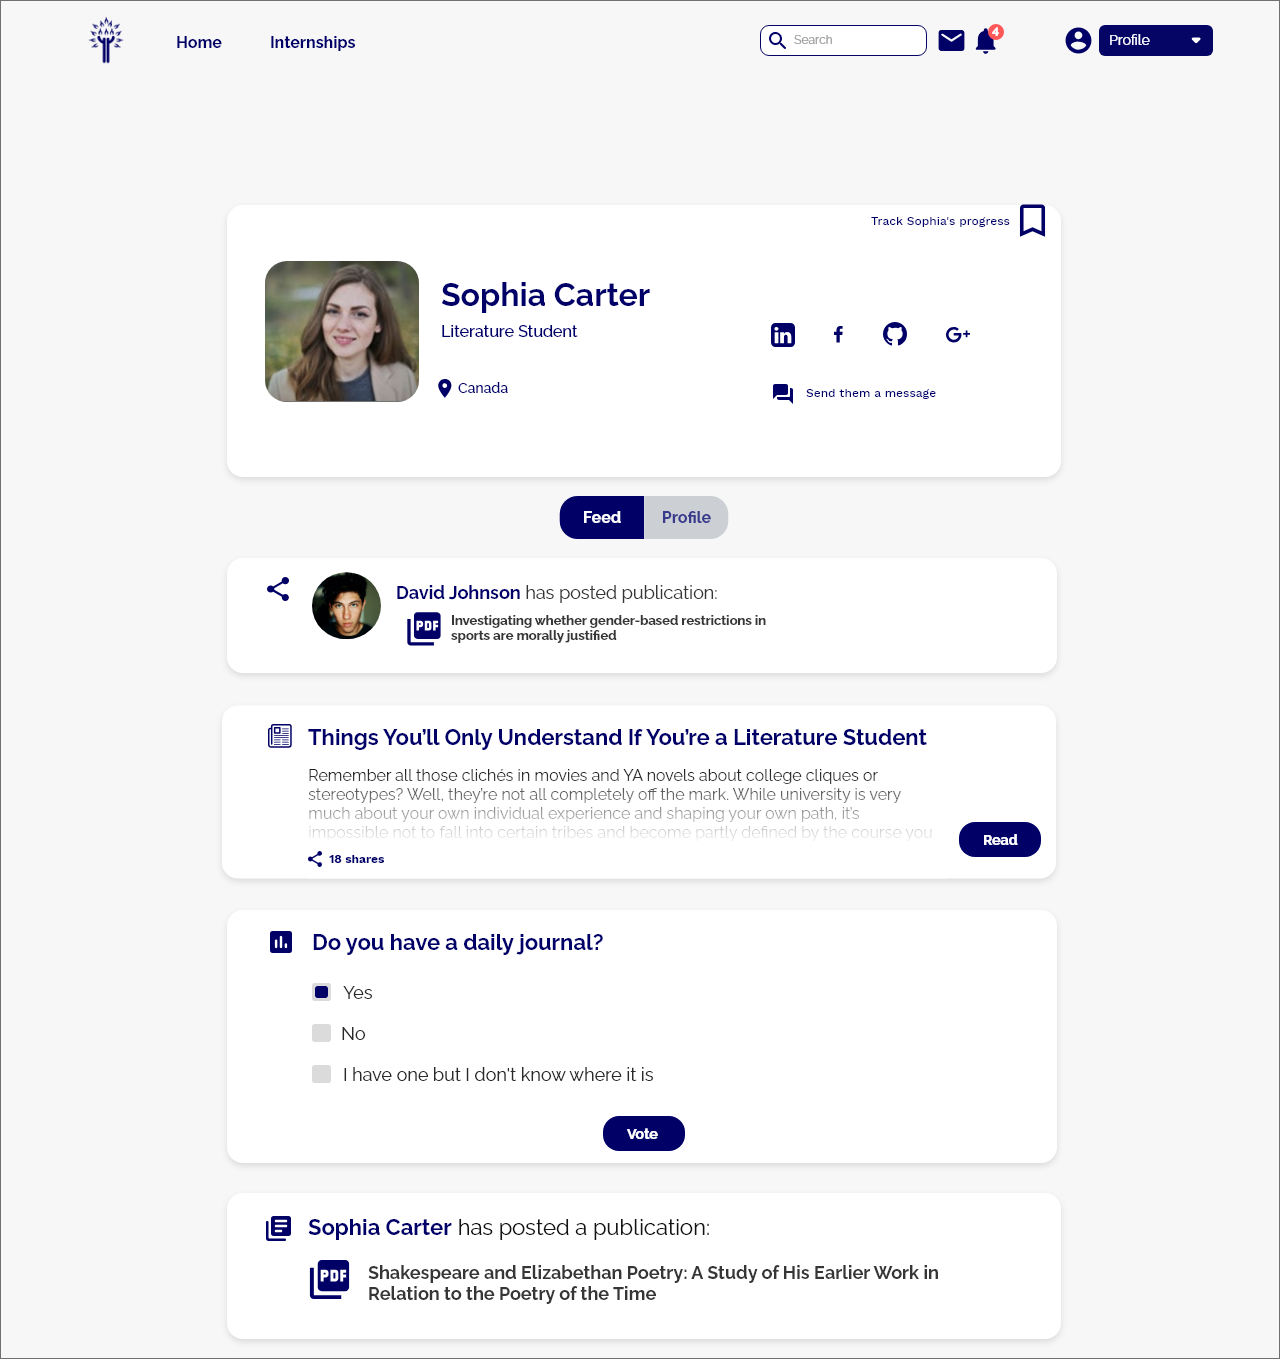 Home
Internships
Search
4
Profile
Track Sophia's progress
Sophia Carter
Literature Student
Canada
Send them a message
Feed
Profile
David Johnson has posted publication:
PDF
Investigating whether gender-based restrictions in
sports are morally justified
Things You’ll Only Understand If You’re a Literature Student
Remember all those clichés in movies and YA novels about college cliques or
stereotypes? Well, they’re not all completely off the mark. While university is very
much about your own individual experience and shaping your own path, it’s
impossible not to fall into certain tribes and become partly defined by the course you
18 shares
Read
Do you have a daily journal?
Yes
No
I have one but I don't know where it is
Vote
Sophia Carter has posted a publication:
PDF
Shakespeare and Elizabethan Poetry: A Study of His Earlier Work in
Relation to the Poetry of the Time